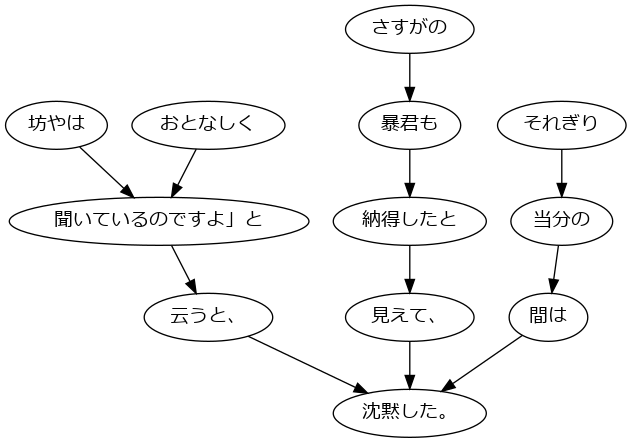 さすがの
坊やは
おとなしく
暴君も
それぎり
聞いているのですよ」と
納得したと
当分の
云うと、
見えて、
間は
沈黙した。